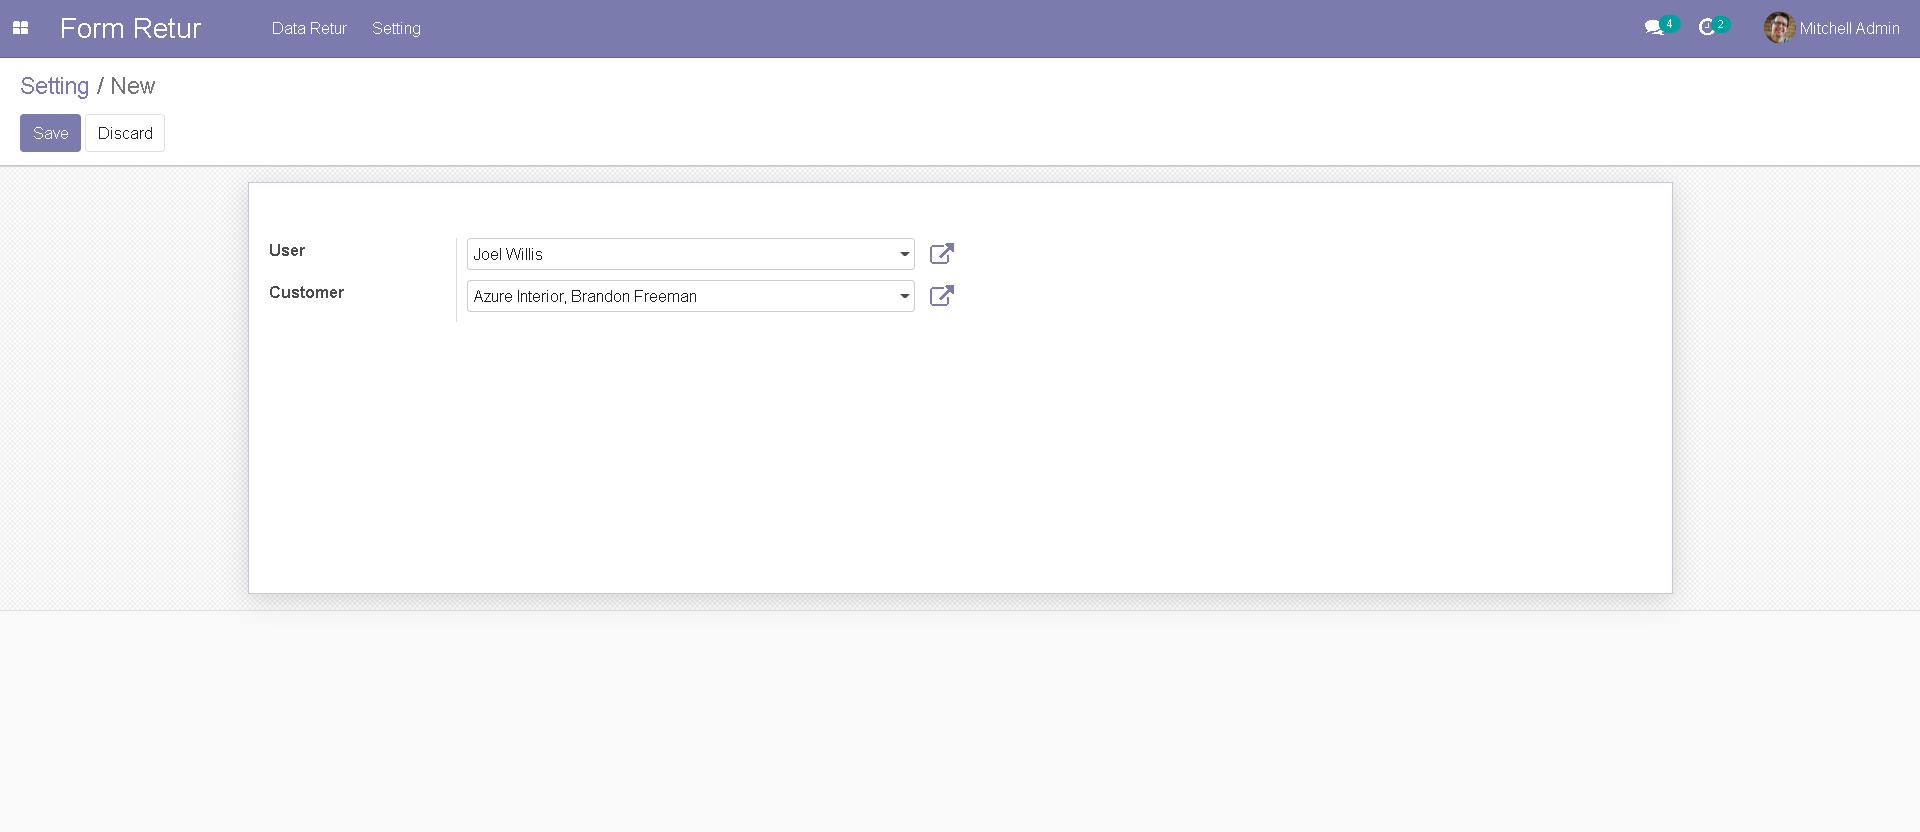 Form Retur Data Retur Setting 4 2 Mitchell Admin
Setting / New
Save Discard
User Joel Willis
Customer Azure Interior, Brandon Freeman